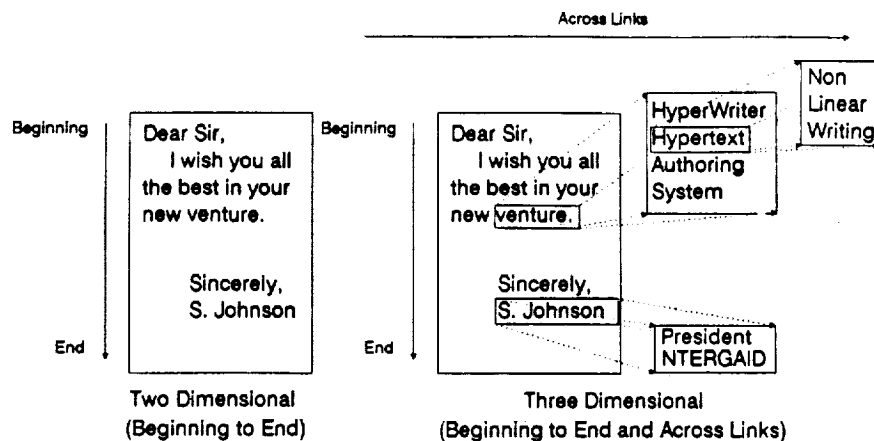 Across Links
Beginning
Dear Sir,
I wish you all
the best in your
new venture.
Sincerely,
S. Johnson
End
Two Dimensional
(Beginning to End)
Beginning
Dear Sir,
I wish you all
the best in your
new venture.
Sincerely,
S. Johnson
End
HyperWriter
Hypertext
Authoring
System
Non
Linear
Writing
President
NTERGAID
Three Dimensional
(Beginning to End and Across Links)